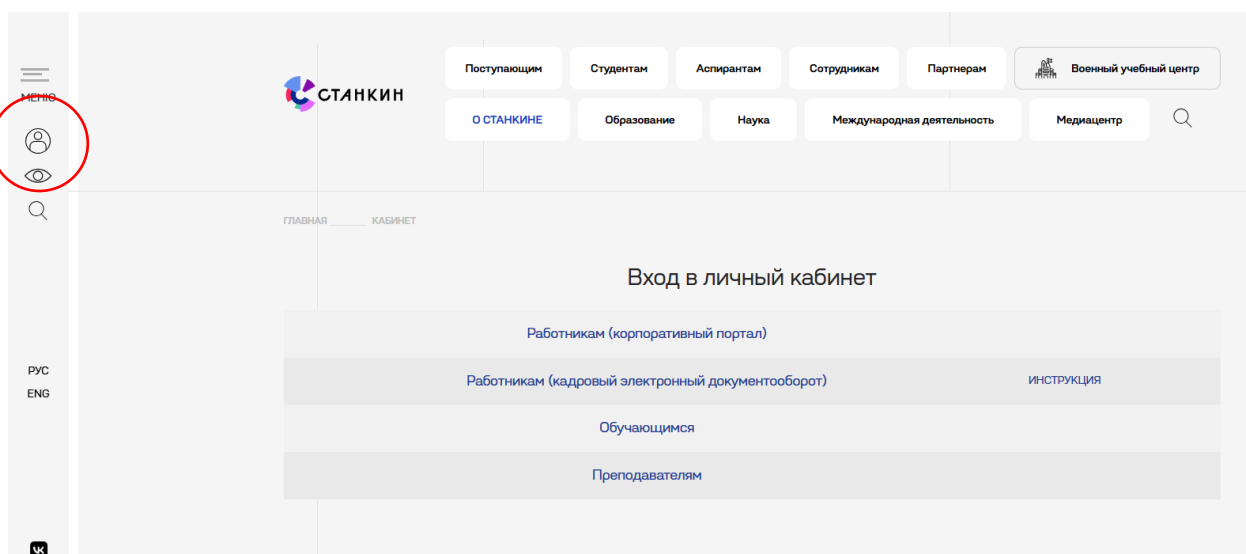 МЕНЮ
СТАНКИН
Поступающим
Студентам
Аспирантам
Сотрудникам
Партнерам
Военный учебный центр
О СТАНКИНЕ
Образование
Наука
Международная деятельность
Медиацентр
ГЛАВНАЯ ______ КАБИНЕТ
Вход в личный кабинет
Работникам (корпоративный портал)
Работникам (кадровый электронный документооборот)
ИНСТРУКЦИЯ
Обучающимся
Преподавателям
РУС
ENG